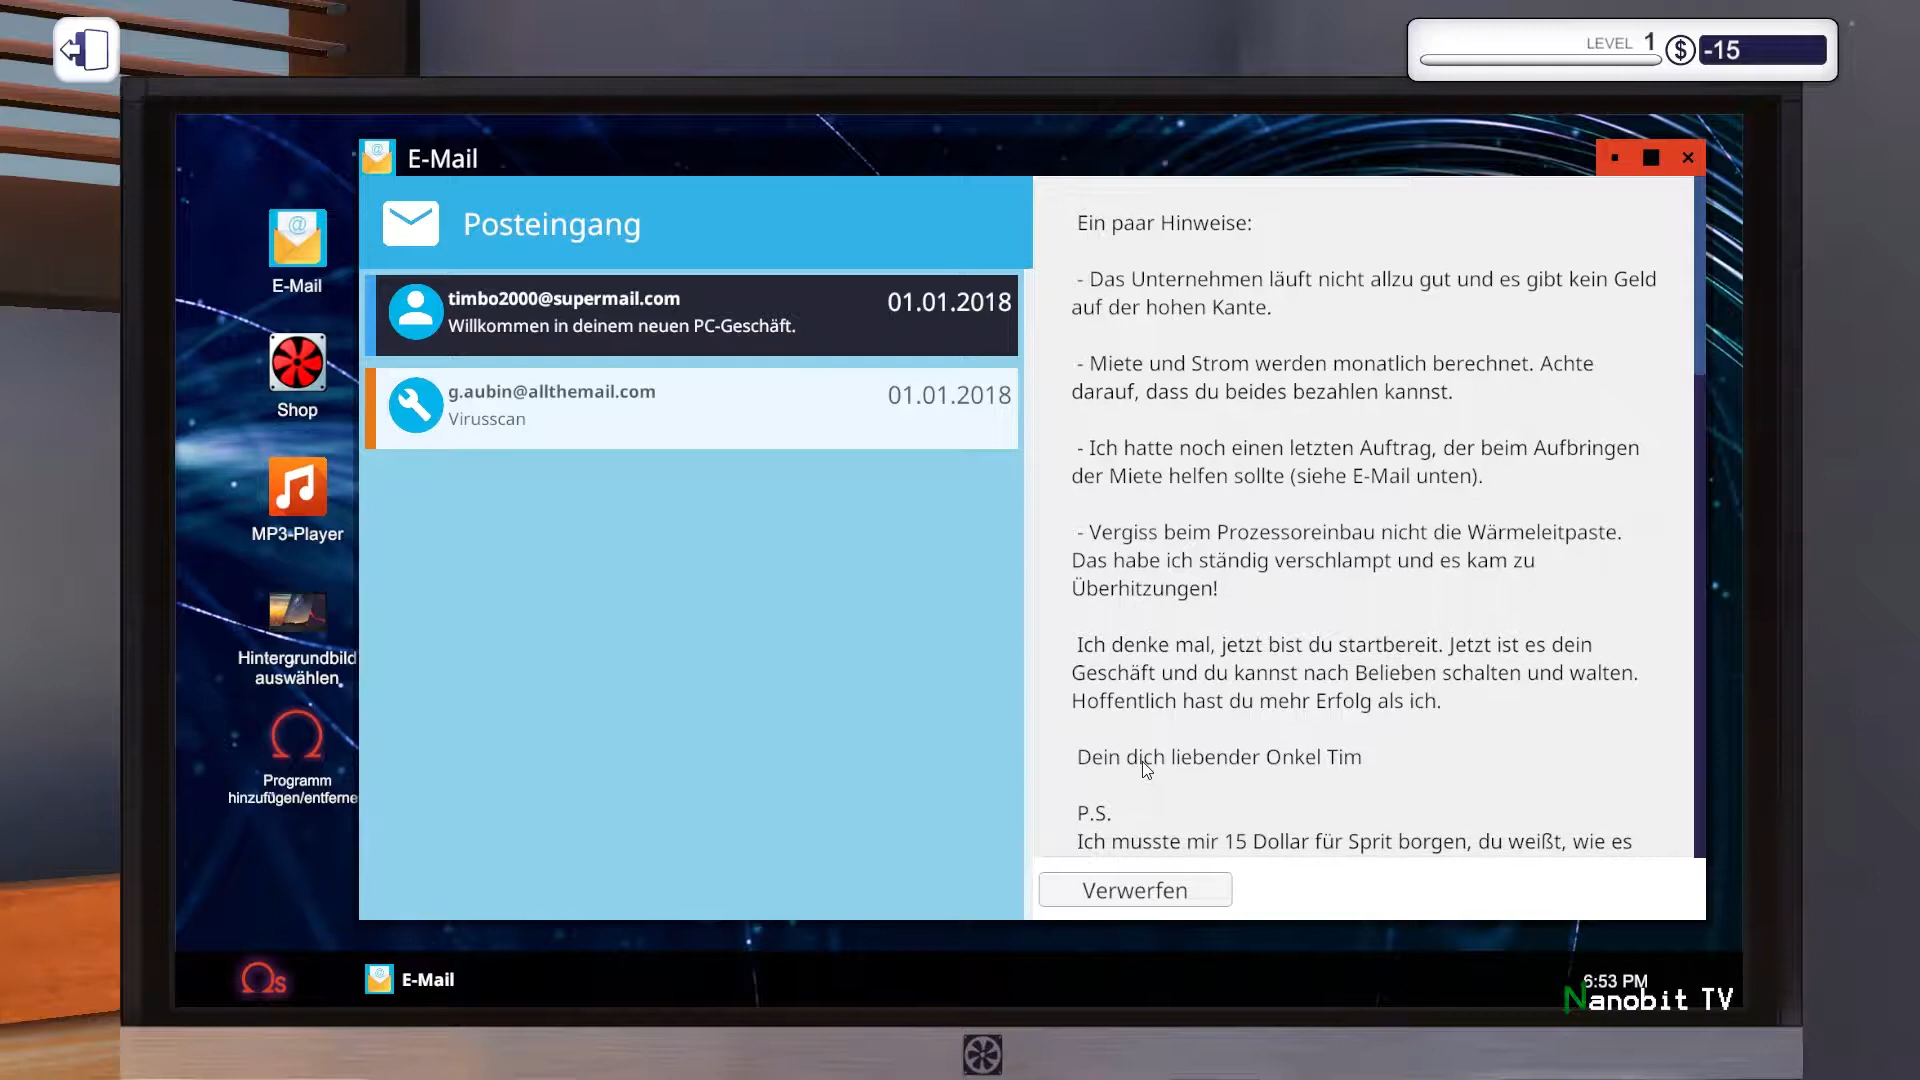 LEVEL 1
$ -15
E-Mail
Posteingang
timbo2000@supermail.com
01.01.2018
Willkommen in deinem neuen PC-Geschäft.
g.aubin@allthemail.com
01.01.2018
Virusscan
Ein paar Hinweise:
- Das Unternehmen läuft nicht allzu gut und es gibt kein Geld
auf der hohen Kante.
- Miete und Strom werden monatlich berechnet. Achte
darauf, dass du beides bezahlen kannst.
- Ich hatte noch einen letzten Auftrag, der beim Aufbringen
der Miete helfen sollte (siehe E-Mail unten).
- Vergiss beim Prozessoreinbau nicht die Wärmeleitpaste.
Das habe ich ständig verschlampt und es kam zu
Überhitzungen!
Ich denke mal, jetzt bist du startbereit. Jetzt ist es dein
Geschäft und du kannst nach Belieben schalten und walten.
Hoffentlich hast du mehr Erfolg als ich.
Dein dich liebender Onkel Tim
P.S.
Ich musste mir 15 Dollar für Sprit borgen, du weißt, wie es
Verwerfen
E-Mail
Shop
MP3-Player
Hintergrundbild
auswählen
Programm
hinzufügen/entferne
Ωs
E-Mail
6:53 PM
Nanobit TV